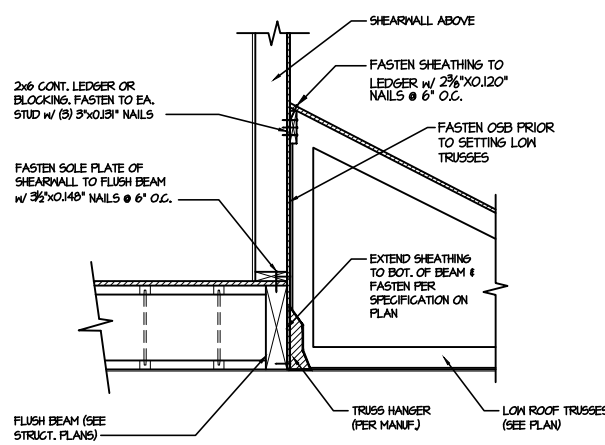 SHEARWALL ABOVE
FASTEN SHEATHING TO
LEDGER w/ 2⅜"x0.120"
NAILS @ 6" O.C.
2x6 CONT. LEDGER OR
BLOCKING. FASTEN TO EA.
STUD w/ (3) 3"x0.131" NAILS
FASTEN OSB PRIOR
TO SETTING LOW
TRUSSES
FASTEN SOLE PLATE OF
SHEARWALL TO FLUSH BEAM
w/ 3½"x0.148" NAILS @ 6" O.C.
EXTEND SHEATHING
TO BOT. OF BEAM &
FASTEN PER
SPECIFICATION ON
PLAN
FLUSH BEAM (SEE
STRUCT. PLANS)
TRUSS HANGER
(PER MANUF.)
LOW ROOF TRUSSES
(SEE PLAN)